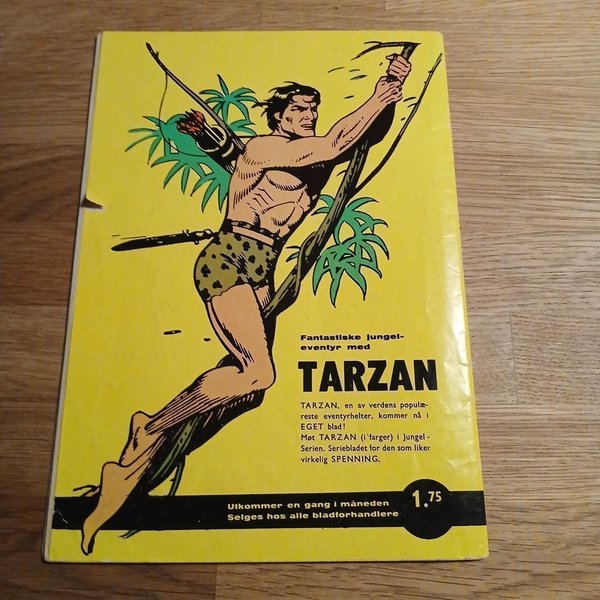 Fantastiske jungel-
eventyr med
TARZAN
TARZAN, en av verdens populæ-
reste eventyrhelter, kommer nå i
EGET blad!
Møt TARZAN (i farger) i Jungel-
Serien. Seriebladet for den som liker
virkelig SPENNING.
Utkommer en gang i måneden
Selges hos alle bladforhandlere
1.75